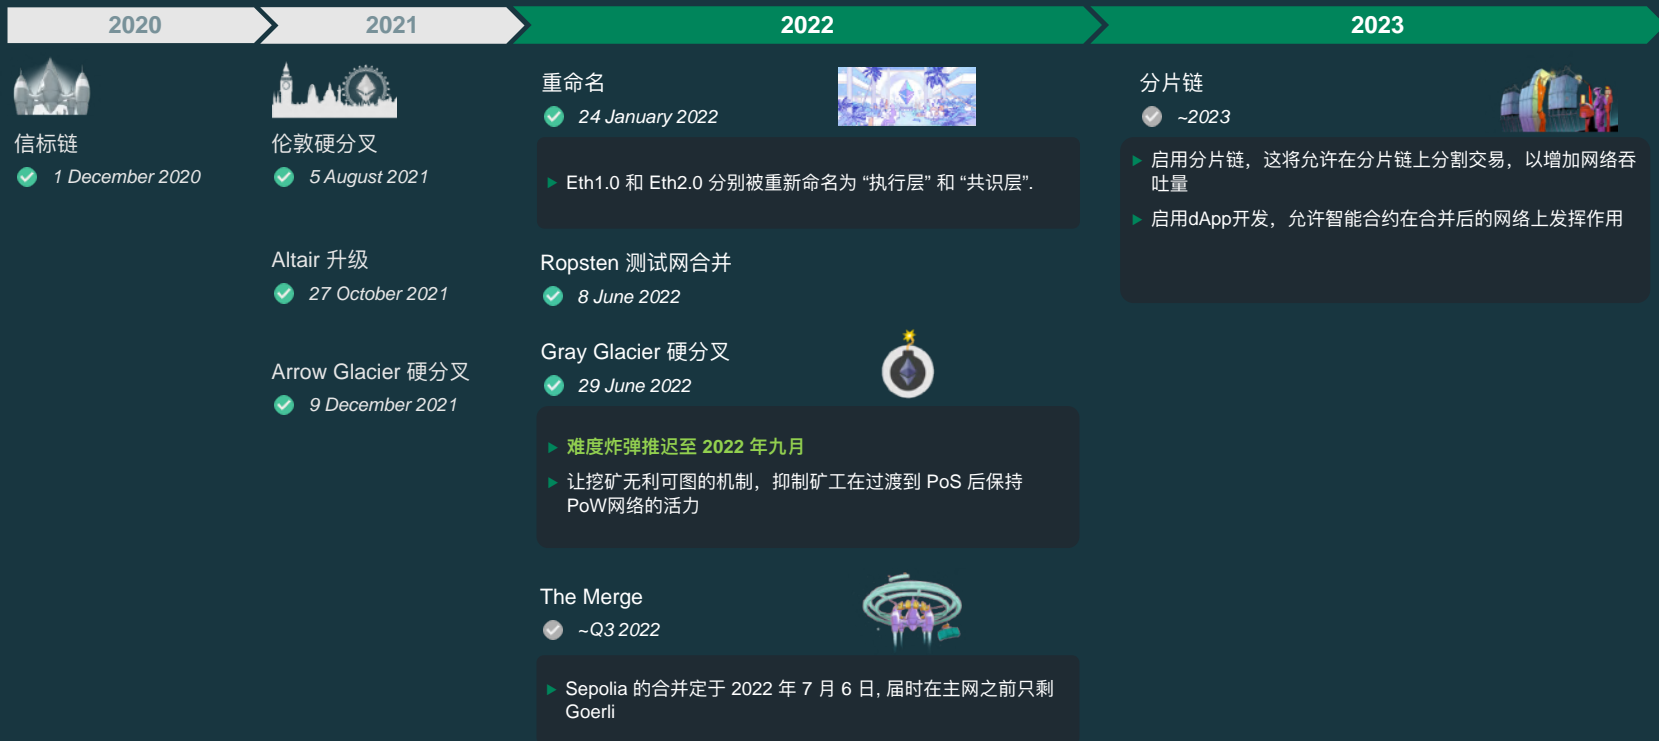 2020
2021
2022
2023
信标链
1 December 2020
伦敦硬分叉
5 August 2021
Altair 升级
27 October 2021
Arrow Glacier 硬分叉
9 December 2021
重命名
24 January 2022
Eth1.0 和 Eth2.0 分别被重新命名为 “执行层” 和 “共识层”.
Ropsten 测试网合并
8 June 2022
Gray Glacier 硬分叉
29 June 2022
难度炸弹推迟至 2022 年九月
让挖矿无利可图的机制，抑制矿工在过渡到 PoS 后保持
PoW网络的活力
The Merge
~Q3 2022
Sepolia 的合并定于 2022 年 7 月 6 日, 届时在主网之前只剩
Goerli
分片链
~2023
启用分片链，这将允许在分片链上分割交易，以增加网络吞
吐量
启用dApp开发，允许智能合约在合并后的网络上发挥作用